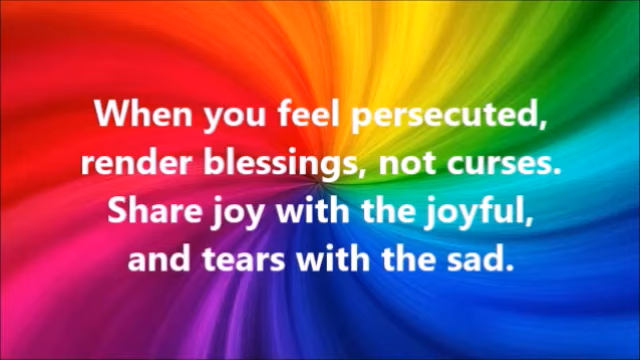 When you feel persecuted,
render blessings, not curses.
Share joy with the joyful,
and tears with the sad.